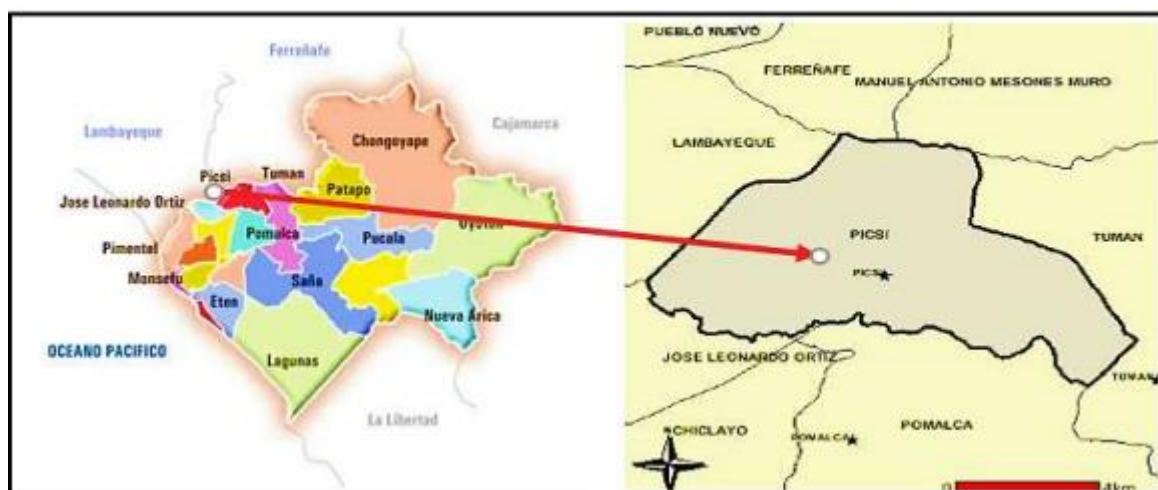 Ferreñafe
Lambayeque
Cajamarca
Chongoyape
Picsi
Tuman
Patapo
Jose Leonardo Ortiz
Oyotun
Pomalca
Pucala
Pimentel
Monsefu
Saña
Eten
Nueva Árica
OCEANO PACIFICO
Lagunas
La Libertad
PUEBLO NUEVO
FERREÑAFE
MANUEL ANTONIO MESONES MURO
LAMBAYEQUE
PICSI
TUMAN
PICSI
JOSE LEONARDO ORTIZ
TUMAN
CHICLAYO
POMALCA
POMALCA
0 4km